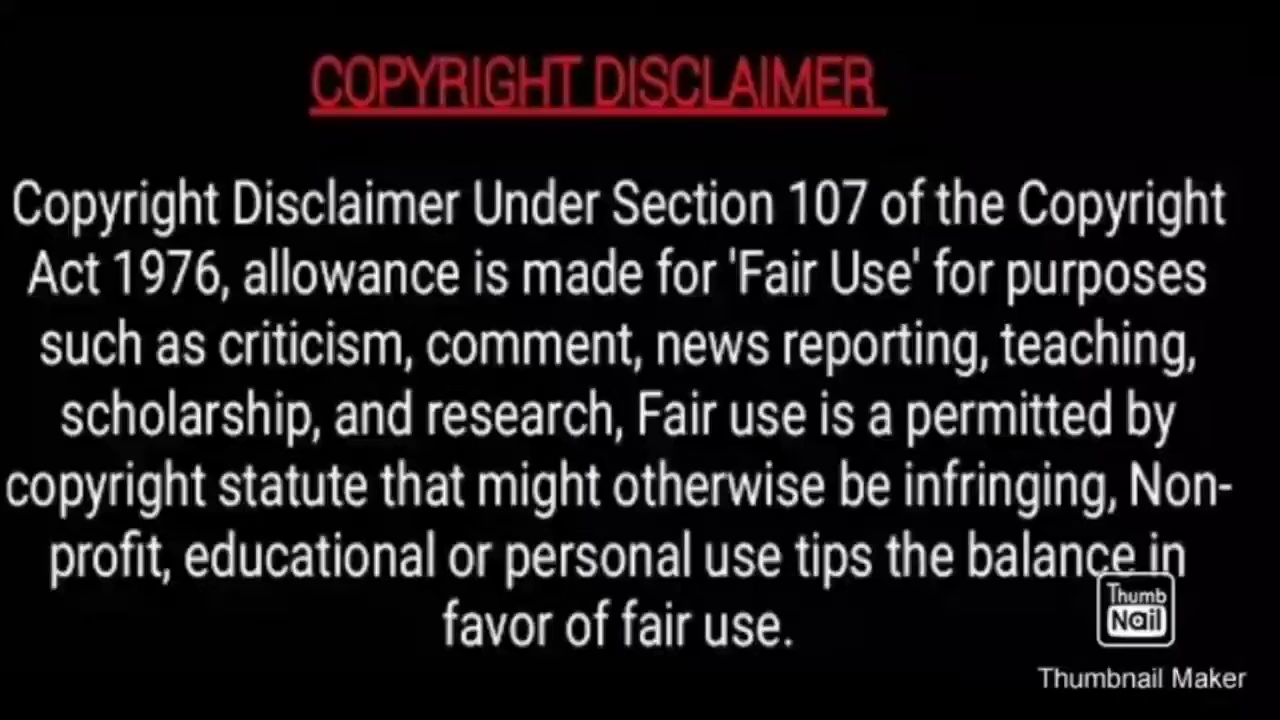 COPYRIGHT DISCLAIMER
Copyright Disclaimer Under Section 107 of the Copyright
Act 1976, allowance is made for 'Fair Use' for purposes
such as criticism, comment, news reporting, teaching,
scholarship, and research, Fair use is a permitted by
copyright statute that might otherwise be infringing, Non-
profit, educational or personal use tips the balance in
favor of fair use.
Thumb
Nail
Thumbnail Maker